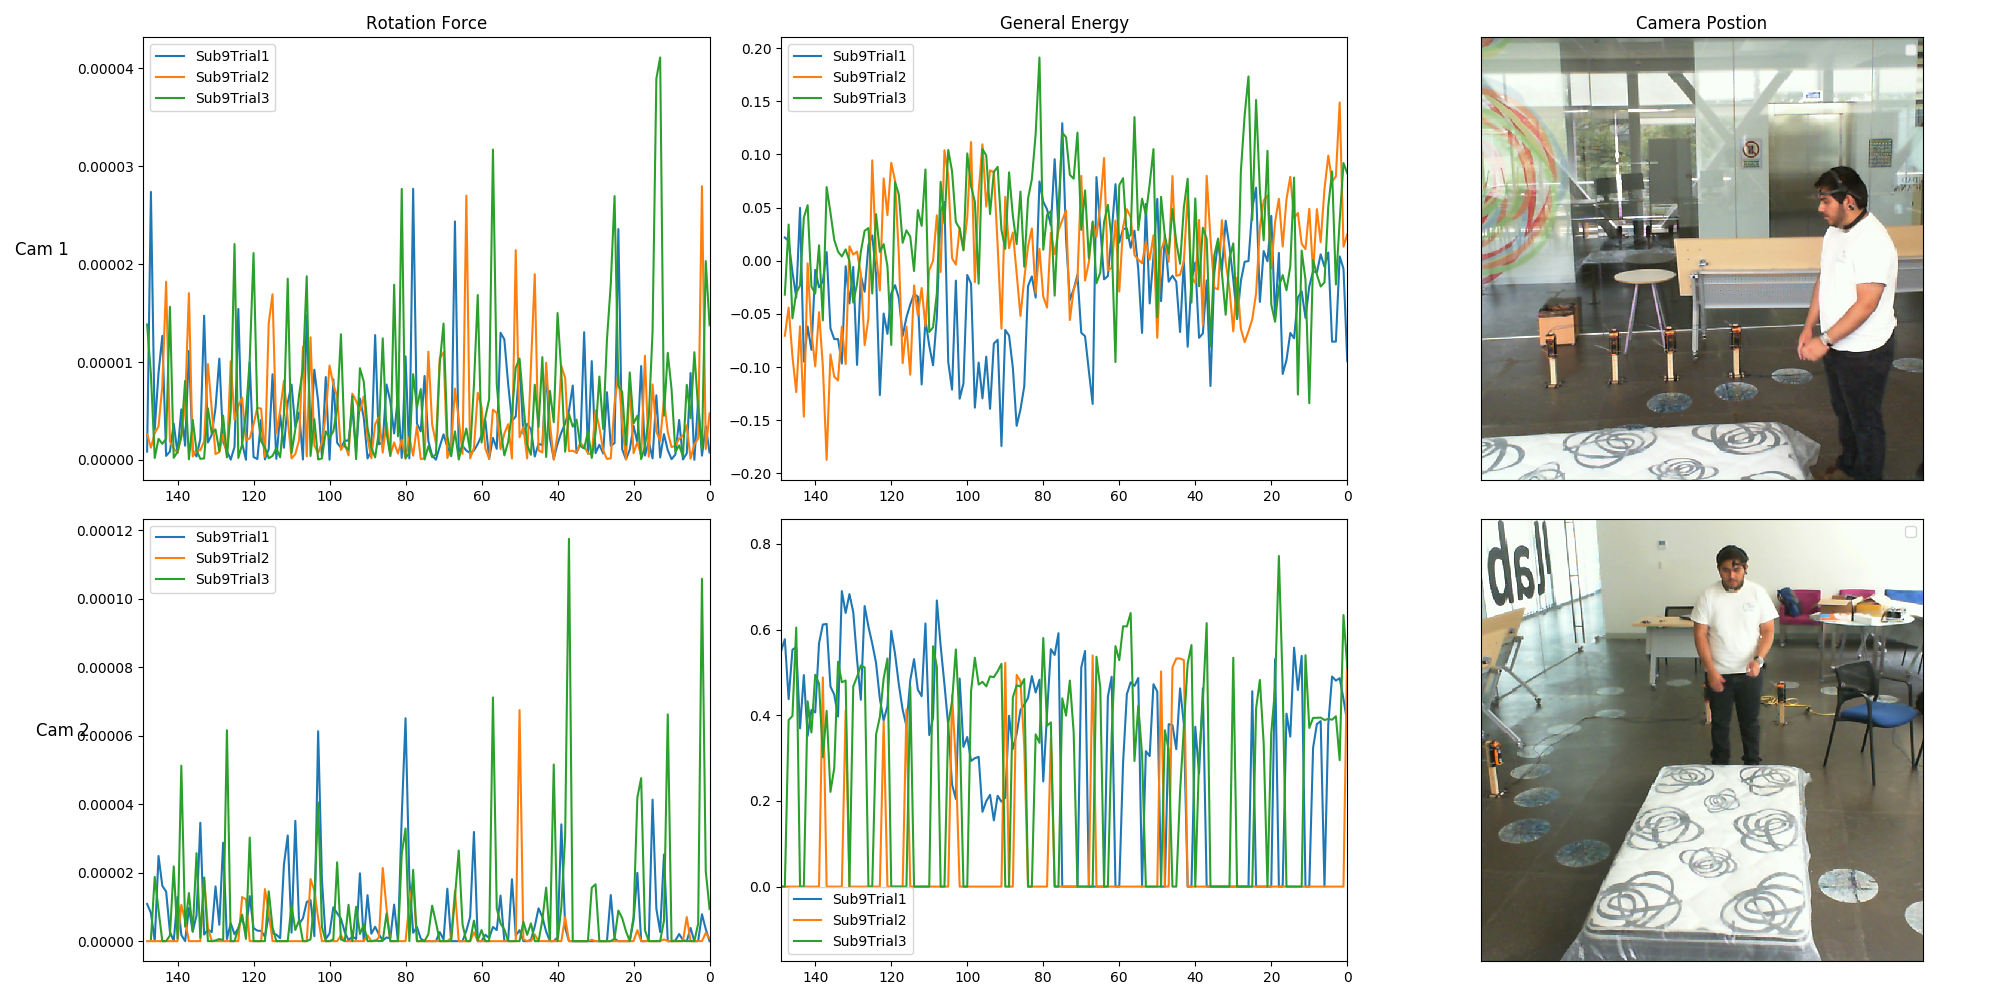 Rotation Force
General Energy
Camera Postion
Cam 1
Sub9Trial1
Sub9Trial2
Sub9Trial3
0.00004
0.00003
0.00002
0.00001
0.00000
140 120 100 80 60 40 20 0
Sub9Trial1
Sub9Trial2
Sub9Trial3
0.20
0.15
0.10
0.05
0.00
−0.05
−0.10
−0.15
−0.20
140 120 100 80 60 40 20 0
Cam 2
Sub9Trial1
Sub9Trial2
Sub9Trial3
0.00012
0.00010
0.00008
0.00006
0.00004
0.00002
0.00000
140 120 100 80 60 40 20 0
0.8
0.6
0.4
0.2
0.0
Sub9Trial1
Sub9Trial2
Sub9Trial3
140 120 100 80 60 40 20 0